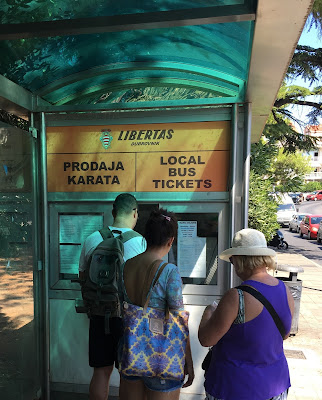 LIBERTAS
DUBROVNIK
PRODAJA
KARATA
LOCAL
BUS
TICKETS